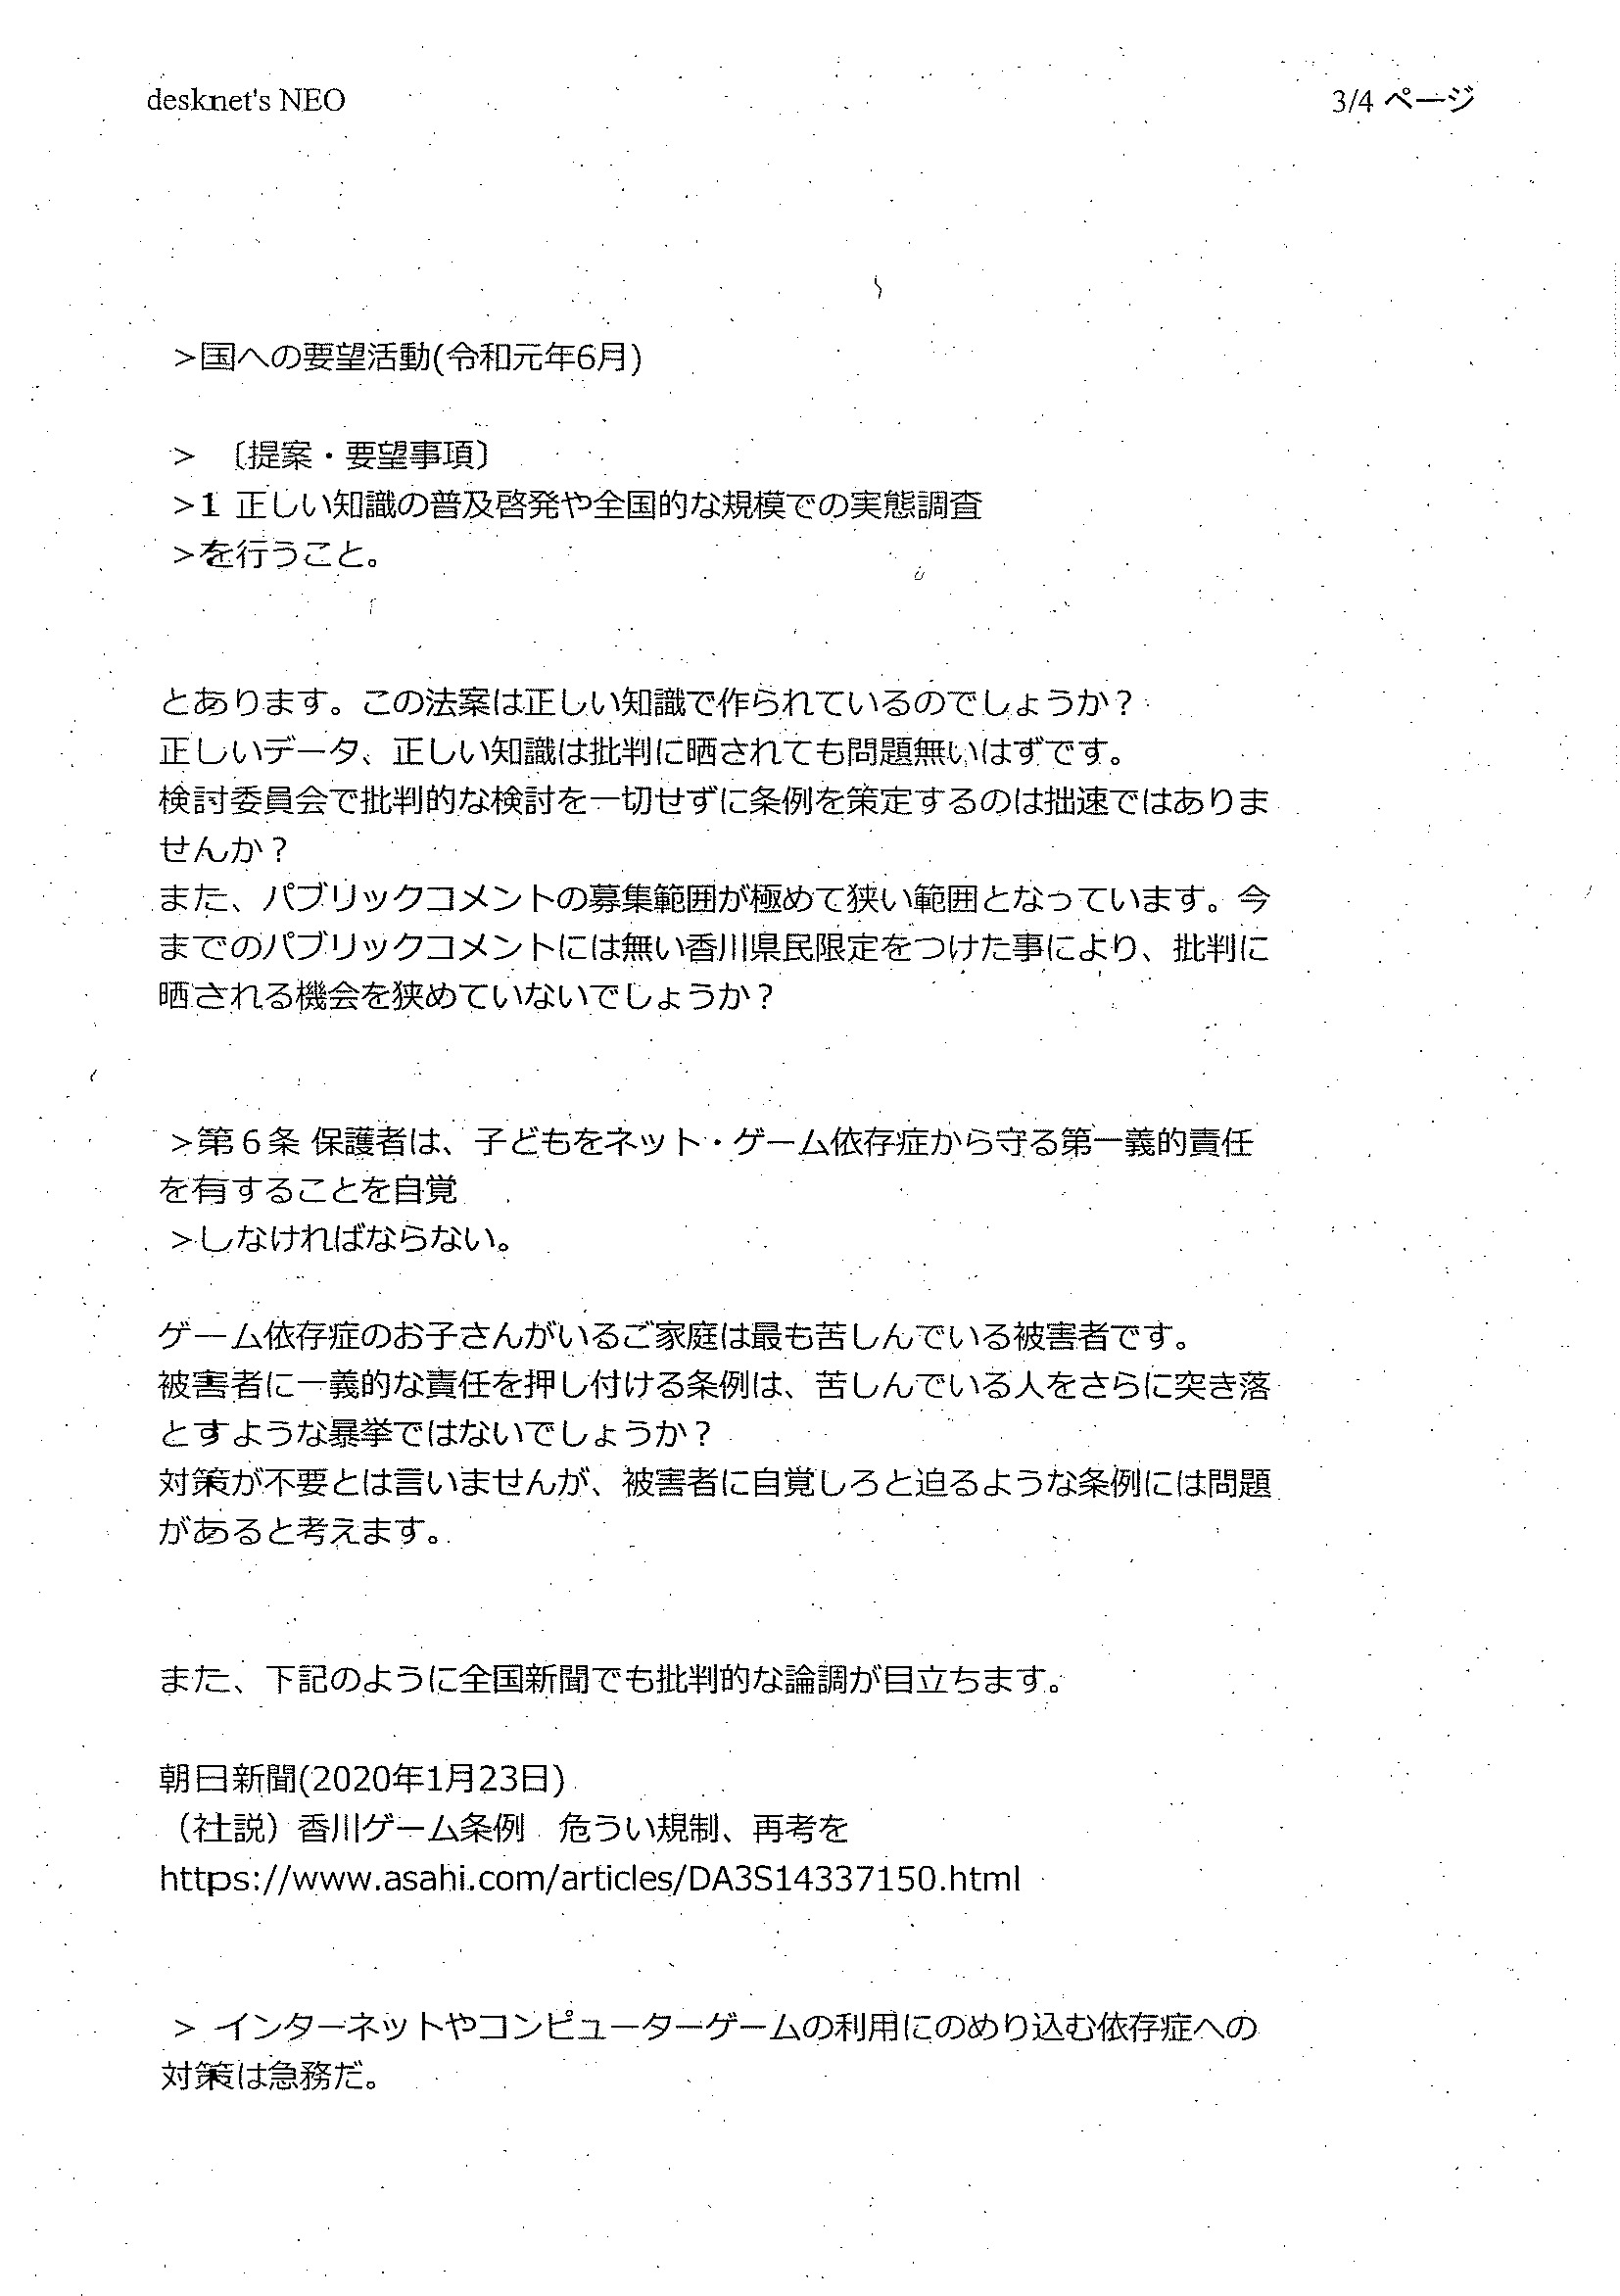 desknet's NEO
3/4 ページ
>国への要望活動(令和元年6月)
> 〔提案・要望事項〕
>1 正しい知識の普及啓発や全国的な規模での実態調査
>を行うこと。
とあります。この法案は正しい知識で作られているのでしょうか？
正しいデータ、正しい知識は批判に晒されても問題無いはずです。
検討委員会で批判的な検討を一切せずに条例を策定するのは拙速ではありま
せんか？
また、パブリックコメントの募集範囲が極めて狭い範囲となっています。今
までのパブリックコメントには無い香川県民限定をつけた事により、批判に
晒される機会を狭めていないでしょうか？
>第６条 保護者は、子どもをネット・ゲーム依存症から守る第一義的責任
を有することを自覚
>しなければならない。
ゲーム依存症のお子さんがいるご家庭は最も苦しんでいる被害者です。
被害者に一義的な責任を押し付ける条例は、苦しんでいる人をさらに突き落
とすような暴挙ではないでしょうか？
対策が不要とは言いませんが、被害者に自覚しろと迫るような条例には問題
があると考えます。
また、下記のように全国新聞でも批判的な論調が目立ちます。
朝日新聞(2020年1月23日)
（社説）香川ゲーム条例　危うい規制、再考を
https://www.asahi.com/articles/DA3S14337150.html
> インターネットやコンピューターゲームの利用にのめり込む依存症への
対策は急務だ。